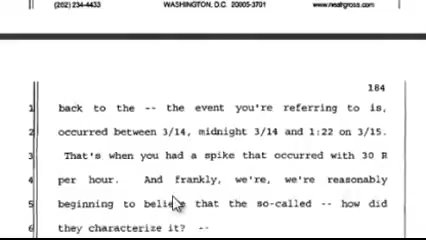 (202) 234-4433 WASHINGTON, D.C. 20005-3701 www.nealrgross.com
184
1 back to the -- the event you're referring to is,
2 occurred between 3/14, midnight 3/14 and 1:22 on 3/15.
3 That's when you had a spike that occurred with 30 R
4 per hour. And frankly, we're, we're reasonably
5 beginning to believe that the so-called -- how did
6 they characterize it? --